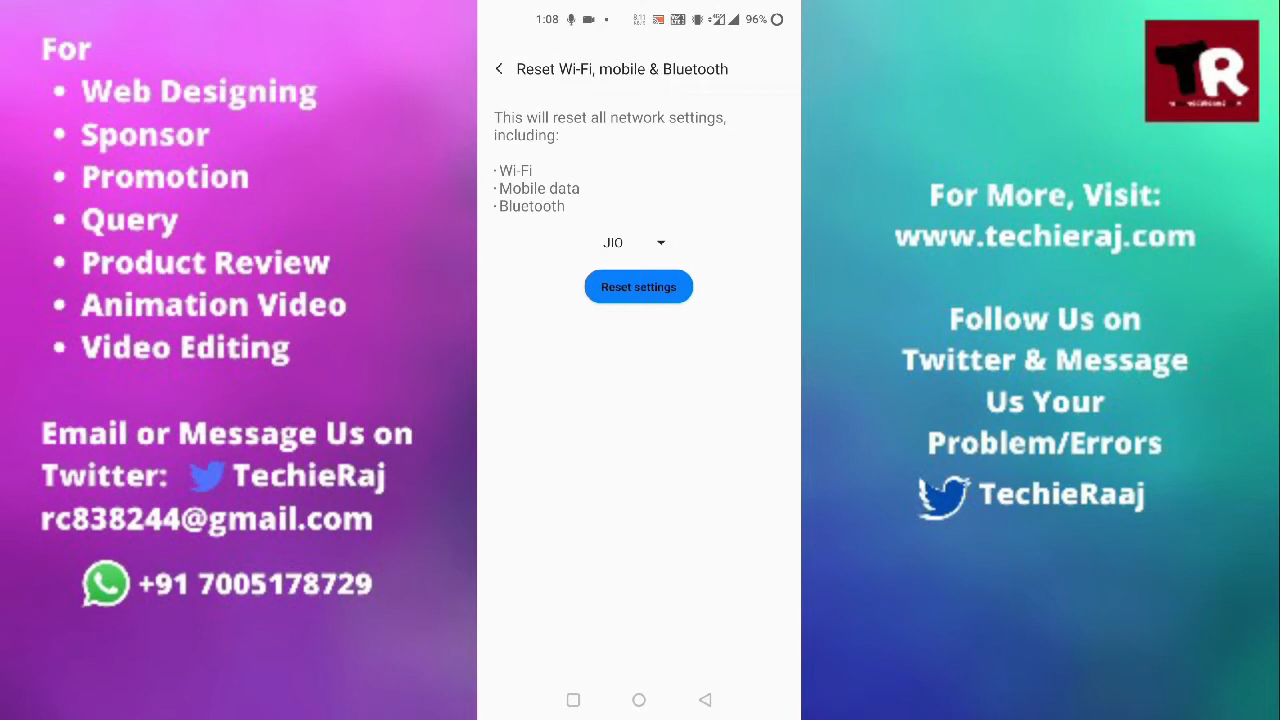 For
• Web Designing
• Sponsor
• Promotion
• Query
• Product Review
• Animation Video
• Video Editing
Email or Message Us on
Twitter: TechieRaj
rc838244@gmail.com
+91 7005178729
1:08 96%
Reset Wi-Fi, mobile & Bluetooth
This will reset all network settings,
including:
· Wi-Fi
· Mobile data
· Bluetooth
JIO
Reset settings
TR
For More, Visit:
www.techieraj.com
Follow Us on
Twitter & Message
Us Your
Problem/Errors
TechieRaaj